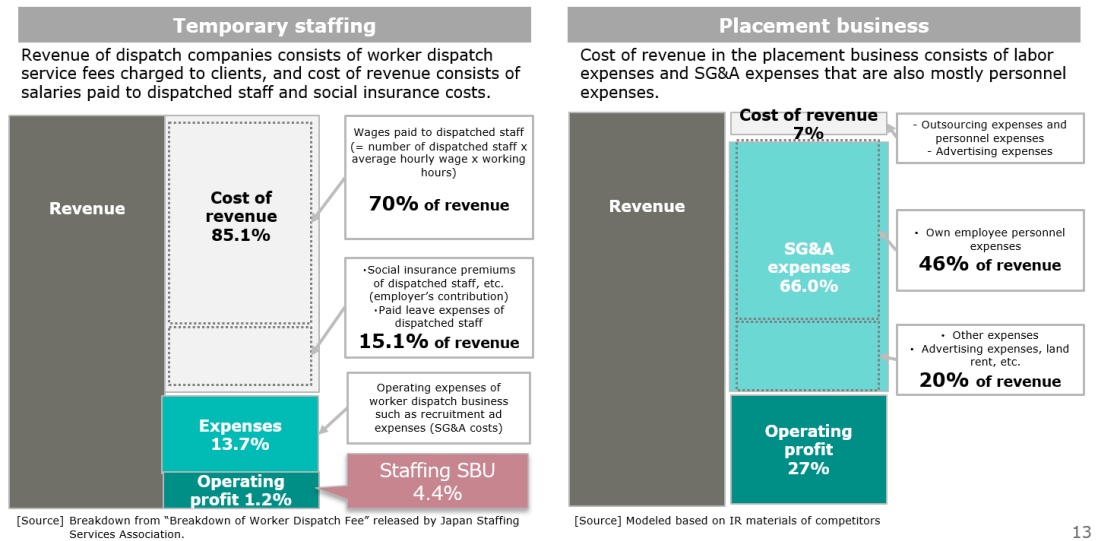 Temporary staffing
Revenue of dispatch companies consists of worker dispatch
service fees charged to clients, and cost of revenue consists of
salaries paid to dispatched staff and social insurance costs.
Revenue
Cost of
revenue
85.1%
Wages paid to dispatched staff
(= number of dispatched staff x
average hourly wage x working
hours)
70% of revenue
・Social insurance premiums
of dispatched staff, etc.
(employer's contribution)
・Paid leave expenses of
dispatched staff
15.1% of revenue
Expenses
13.7%
Operating expenses of
worker dispatch business
such as recruitment ad
expenses (SG&A costs)
Operating
profit 1.2%
Staffing SBU
4.4%
[Source] Breakdown from “Breakdown of Worker Dispatch Fee” released by Japan Staffing
Services Association.
Placement business
Cost of revenue in the placement business consists of labor
expenses and SG&A expenses that are also mostly personnel
expenses.
Revenue
Cost of revenue
7%
- Outsourcing expenses and
personnel expenses
- Advertising expenses
SG&A
expenses
66.0%
• Own employee personnel
expenses
46% of revenue
• Other expenses
• Advertising expenses, land
rent, etc.
20% of revenue
Operating
profit
27%
[Source] Modeled based on IR materials of competitors
13